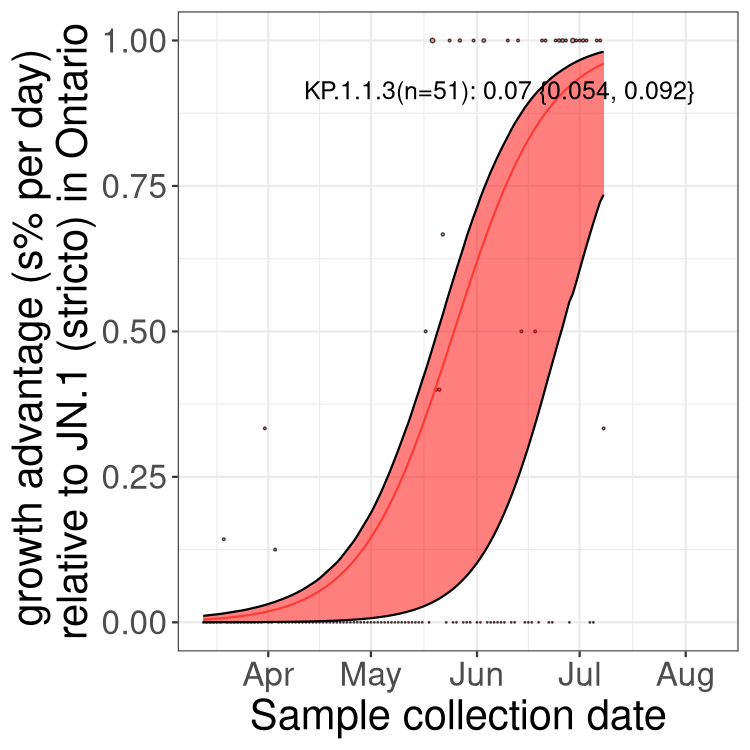 growth advantage (s% per day)
relative to JN.1 (stricto) in Ontario
1.00
0.75
0.50
0.25
0.00
KP.1.1.3(n=51): 0.07 {0.054, 0.092}
Apr May Jun Jul Aug
Sample collection date